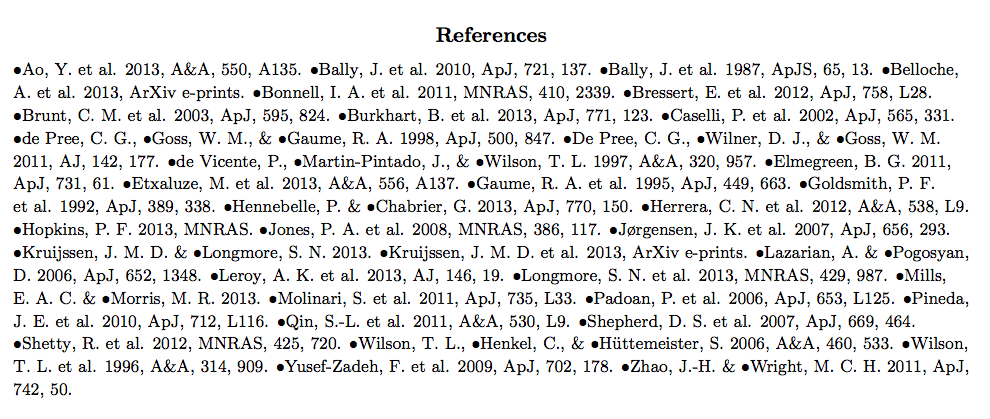 References
•Ao, Y. et al. 2013, A&A, 550, A135. •Bally, J. et al. 2010, ApJ, 721, 137. •Bally, J. et al. 1987, ApJS, 65, 13. •Belloche,
A. et al. 2013, ArXiv e-prints. •Bonnell, I. A. et al. 2011, MNRAS, 410, 2339. •Bressert, E. et al. 2012, ApJ, 758, L28.
•Brunt, C. M. et al. 2003, ApJ, 595, 824. •Burkhart, B. et al. 2013, ApJ, 771, 123. •Caselli, P. et al. 2002, ApJ, 565, 331.
•de Pree, C. G., •Goss, W. M., & •Gaume, R. A. 1998, ApJ, 500, 847. •De Pree, C. G., •Wilner, D. J., & •Goss, W. M.
2011, AJ, 142, 177. •de Vicente, P., •Martin-Pintado, J., & •Wilson, T. L. 1997, A&A, 320, 957. •Elmegreen, B. G. 2011,
ApJ, 731, 61. •Etxaluze, M. et al. 2013, A&A, 556, A137. •Gaume, R. A. et al. 1995, ApJ, 449, 663. •Goldsmith, P. F.
et al. 1992, ApJ, 389, 338. •Hennebelle, P. & •Chabrier, G. 2013, ApJ, 770, 150. •Herrera, C. N. et al. 2012, A&A, 538, L9.
•Hopkins, P. F. 2013, MNRAS. •Jones, P. A. et al. 2008, MNRAS, 386, 117. •Jørgensen, J. K. et al. 2007, ApJ, 656, 293.
•Kruijssen, J. M. D. & •Longmore, S. N. 2013. •Kruijssen, J. M. D. et al. 2013, ArXiv e-prints. •Lazarian, A. & •Pogosyan,
D. 2006, ApJ, 652, 1348. •Leroy, A. K. et al. 2013, AJ, 146, 19. •Longmore, S. N. et al. 2013, MNRAS, 429, 987. •Mills,
E. A. C. & •Morris, M. R. 2013. •Molinari, S. et al. 2011, ApJ, 735, L33. •Padoan, P. et al. 2006, ApJ, 653, L125. •Pineda,
J. E. et al. 2010, ApJ, 712, L116. •Qin, S.-L. et al. 2011, A&A, 530, L9. •Shepherd, D. S. et al. 2007, ApJ, 669, 464.
•Shetty, R. et al. 2012, MNRAS, 425, 720. •Wilson, T. L., •Henkel, C., & •Hüttemeister, S. 2006, A&A, 460, 533. •Wilson,
T. L. et al. 1996, A&A, 314, 909. •Yusef-Zadeh, F. et al. 2009, ApJ, 702, 178. •Zhao, J.-H. & •Wright, M. C. H. 2011, ApJ,
742, 50.